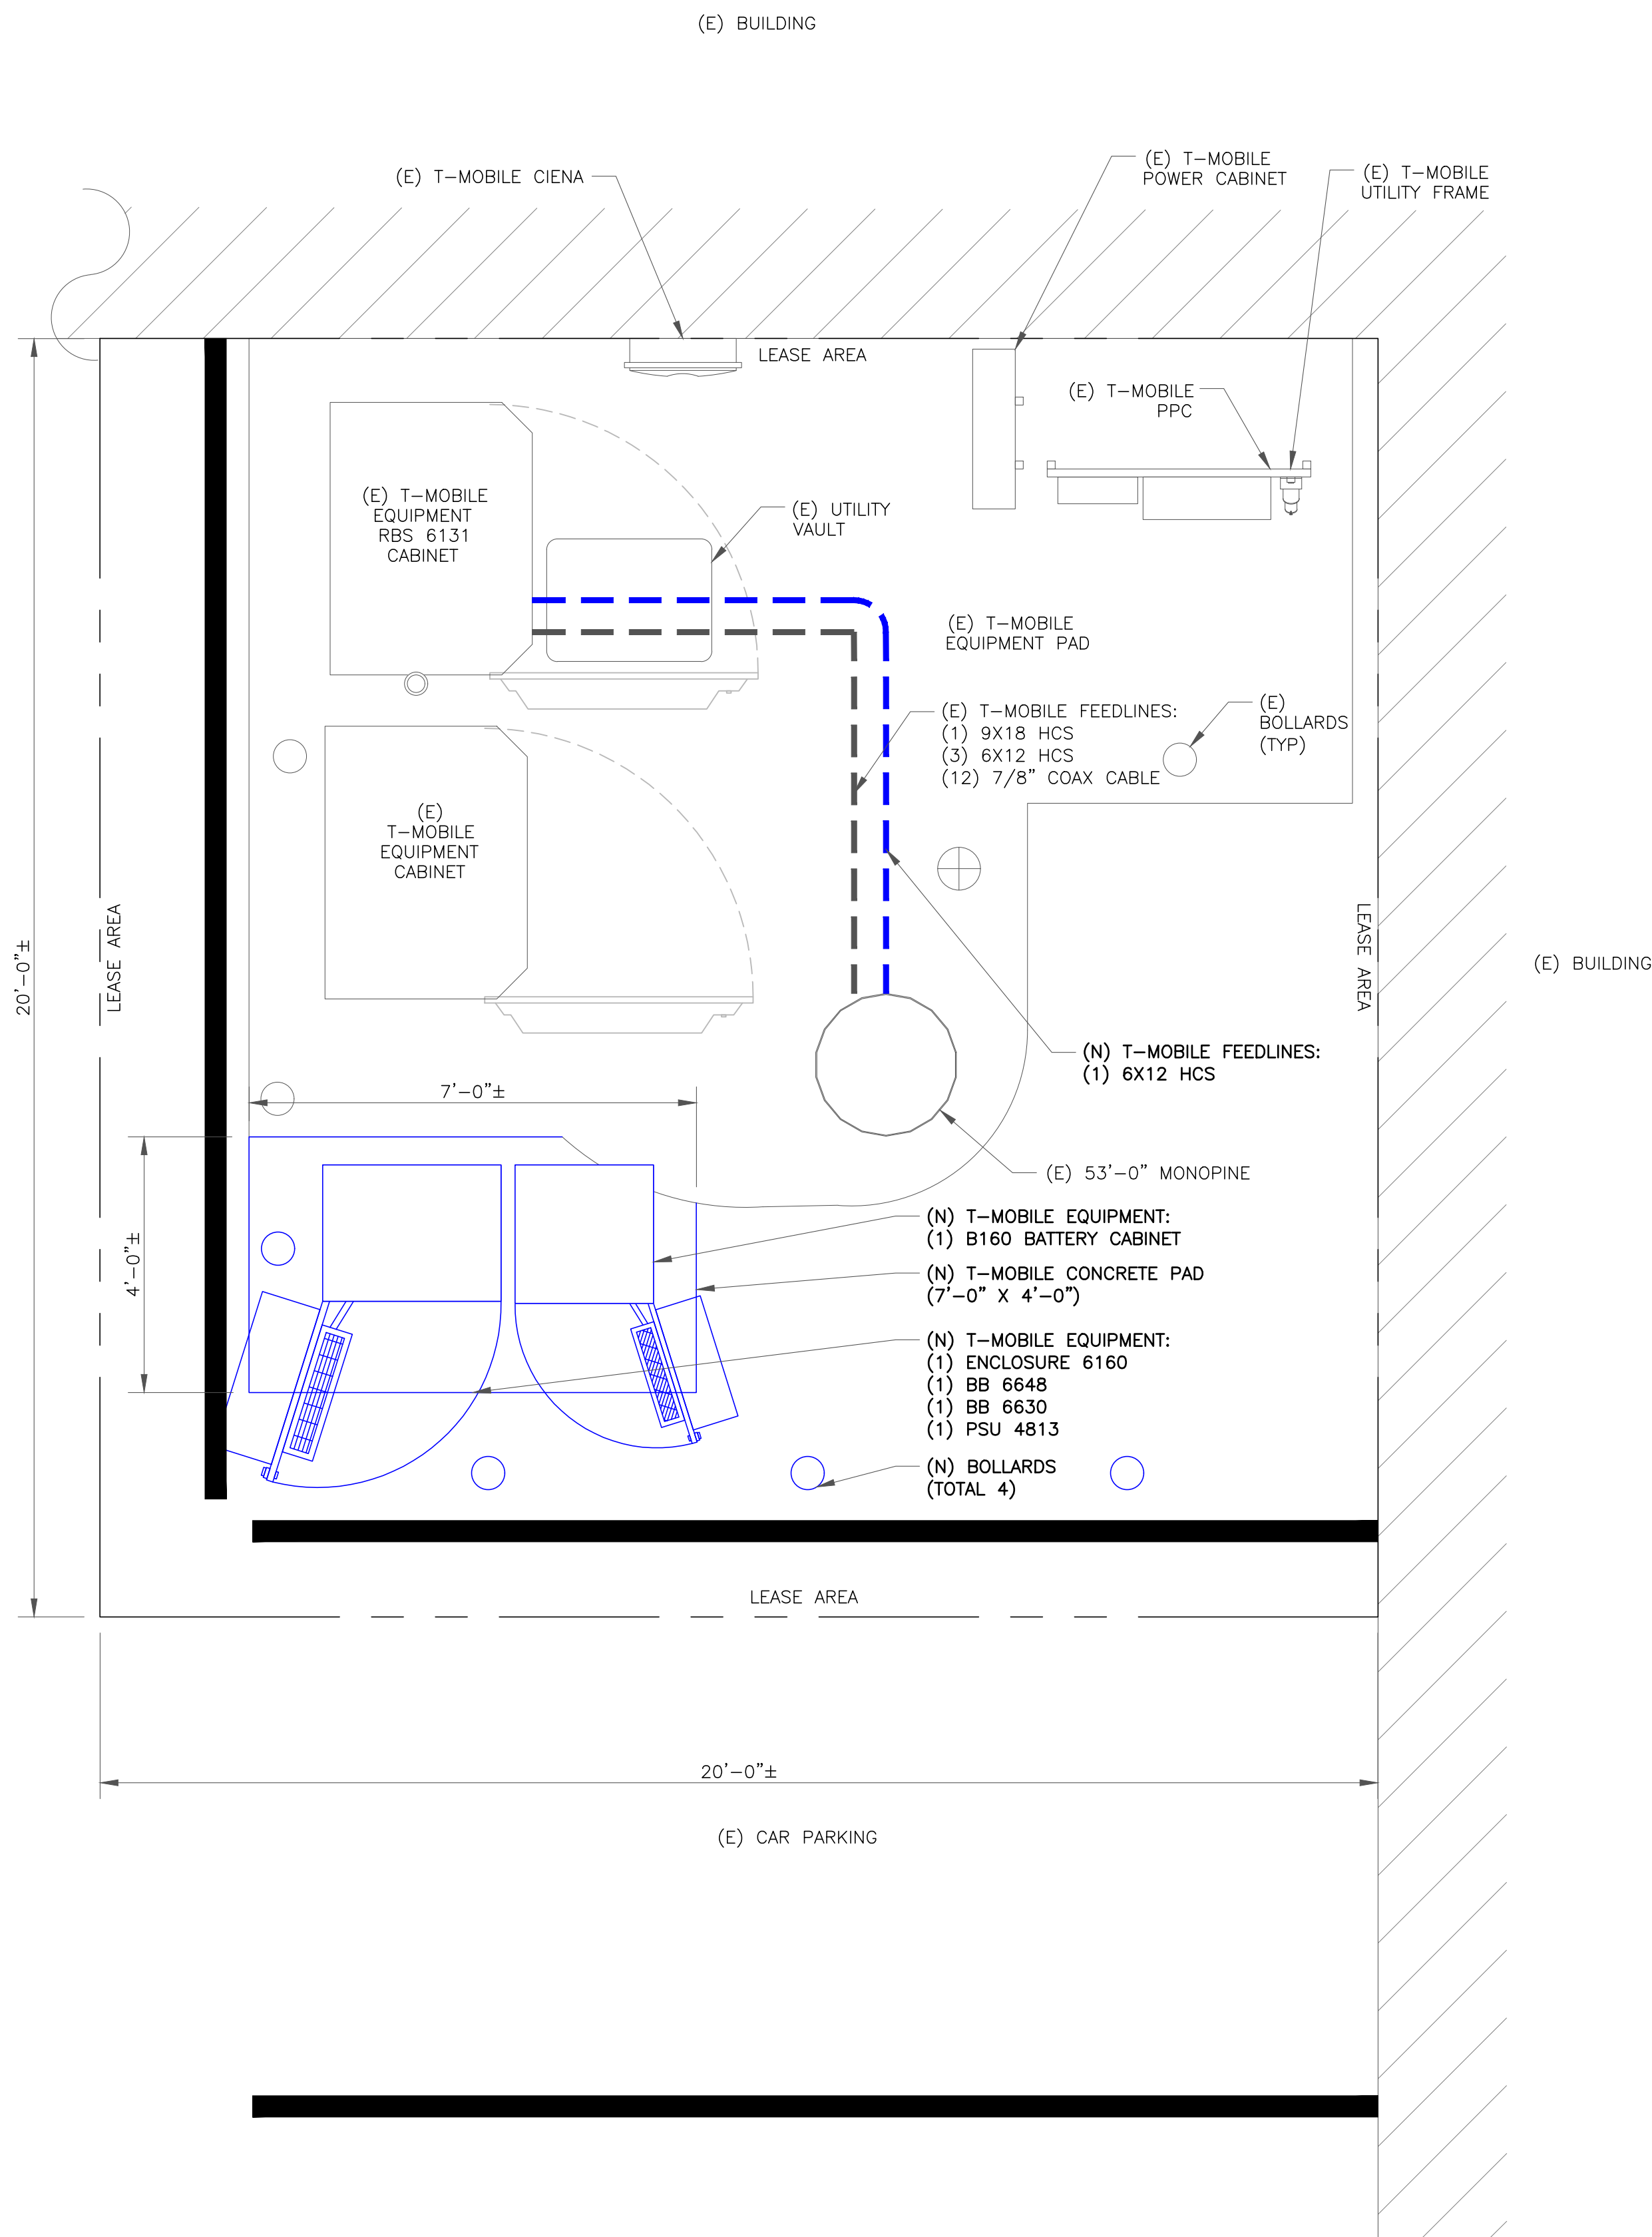 (E) BUILDING
(E) T-MOBILE CIENA
(E) T-MOBILE
POWER CABINET
(E) T-MOBILE
UTILITY FRAME
LEASE AREA
(E) T-MOBILE
PPC
(E) T-MOBILE
EQUIPMENT
RBS 6131
CABINET
(E) UTILITY
VAULT
(E) T-MOBILE
EQUIPMENT PAD
(E) T-MOBILE FEEDLINES:
(1) 9X18 HCS
(3) 6X12 HCS
(12) 7/8" COAX CABLE
(E)
BOLLARDS
(TYP)
(E)
T-MOBILE
EQUIPMENT
CABINET
20'-0"±
LEASE AREA
LEASE AREA
(E) BUILDING
(N) T-MOBILE FEEDLINES:
(1) 6X12 HCS
7'-0"±
(E) 53'-0" MONOPINE
4'-0"±
(N) T-MOBILE EQUIPMENT:
(1) B160 BATTERY CABINET
(N) T-MOBILE CONCRETE PAD
(7'-0" X 4'-0")
(N) T-MOBILE EQUIPMENT:
(1) ENCLOSURE 6160
(1) BB 6648
(1) BB 6630
(1) PSU 4813
(N) BOLLARDS
(TOTAL 4)
LEASE AREA
20'-0"±
(E) CAR PARKING